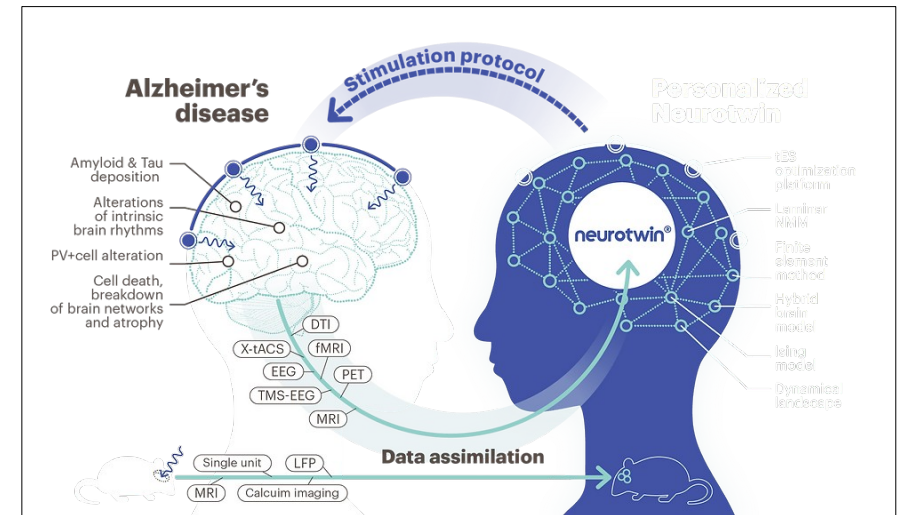 Stimulation protocol
Alzheimer's
disease
Personalized
Neurotwin
Amyloid & Tau
deposition
Alterations
of intrinsic
brain rhythms
PV+cell alteration
Cell death,
breakdown
of brain networks
and atrophy
neurotwin®
tES
optimization
platform
Laminar
NMM
Finite
element
method
Hybrid
brain
model
Ising
model
Dynamical
landscape
DTI
X-tACS
fMRI
EEG
PET
TMS-EEG
MRI
Data assimilation
Single unit
LFP
MRI
Calcuim imaging